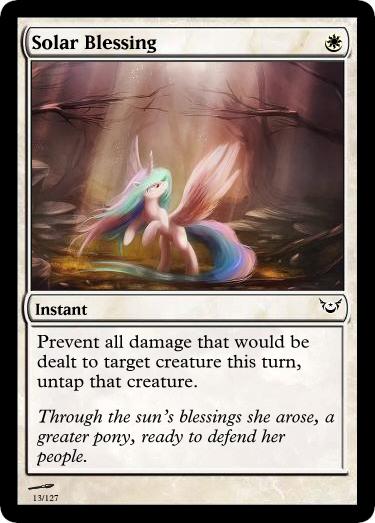 Solar Blessing
Instant
Prevent all damage that would be
dealt to target creature this turn,
untap that creature.
Through the sun's blessings she arose, a
greater pony, ready to defend her
people.
13/127